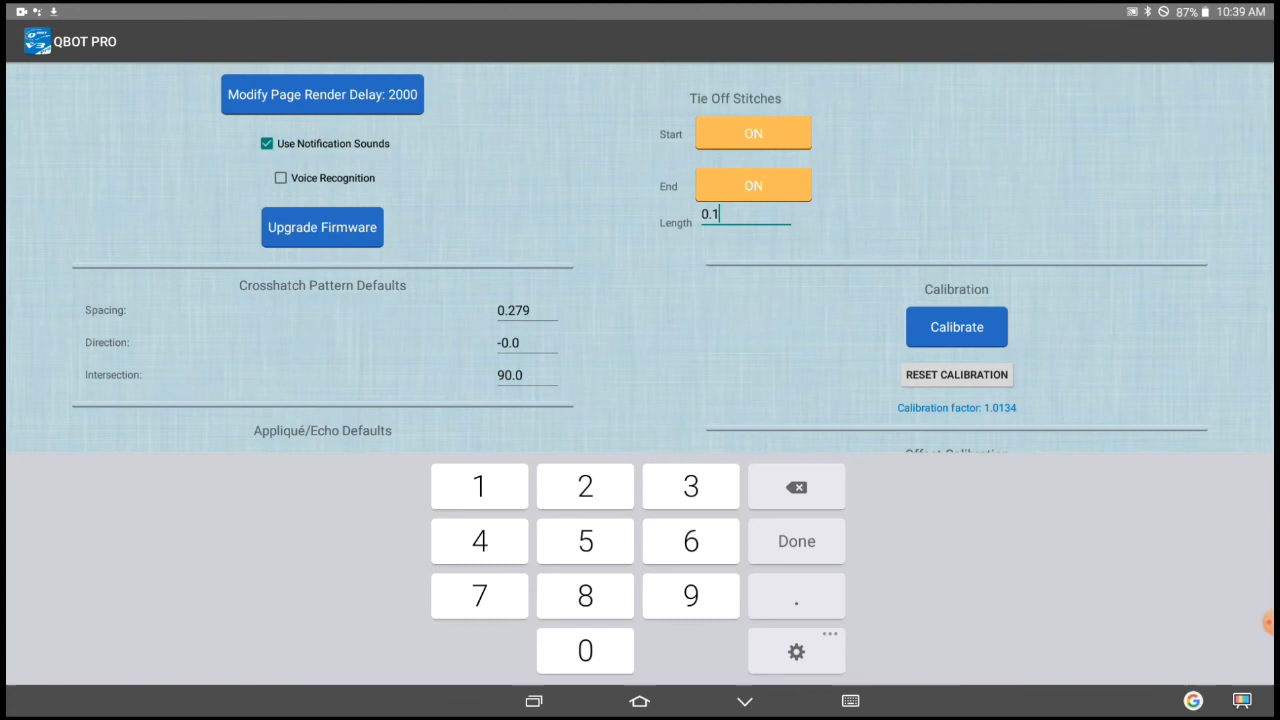 87% 10:39 AM
QBOT PRO
Modify Page Render Delay: 2000
Use Notification Sounds
Voice Recognition
Upgrade Firmware
Crosshatch Pattern Defaults
Spacing: 0.279
Direction: -0.0
Intersection: 90.0
Appliqué/Echo Defaults
Tie Off Stitches
Start ON
End ON
Length 0.1
Calibration
Calibrate
RESET CALIBRATION
Calibration factor: 1.0134
Offset Calibration
1 2 3
4 5 6 Done
7 8 9 .
0
G